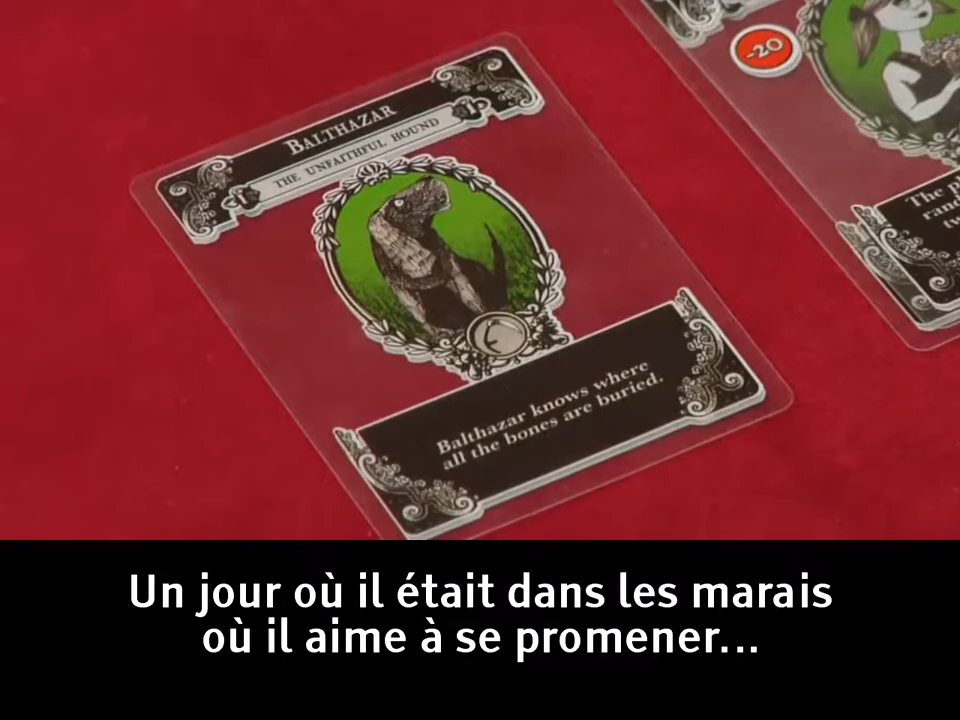 BALTHAZAR
THE UNFAITHFUL HOUND
Balthazar knows where
all the bones are buried.
-20
The
Un jour où il était dans les marais
où il aime à se promener...